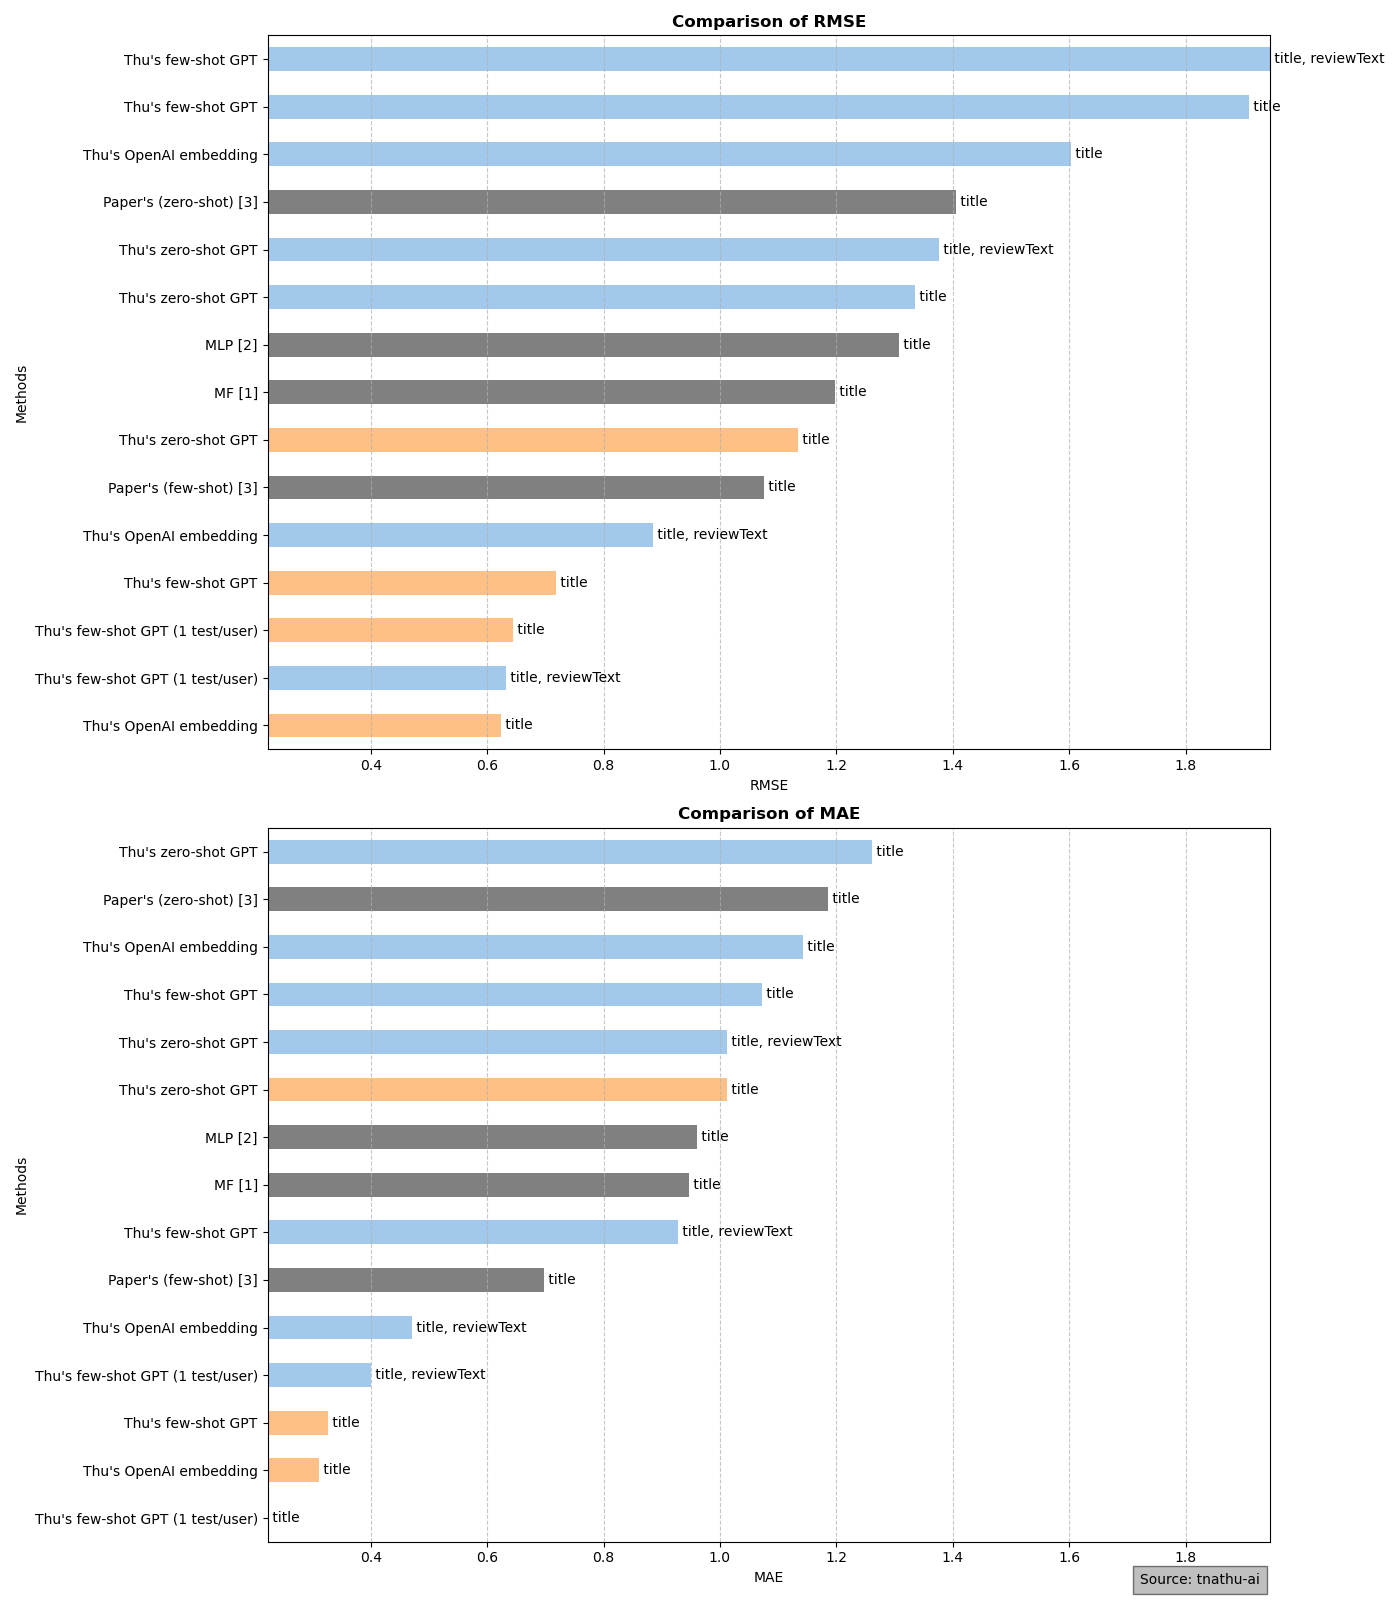 Comparison of RMSE
Thu's few-shot GPT title, reviewText
Thu's few-shot GPT title
Thu's OpenAI embedding title
Paper's (zero-shot) [3] title
Thu's zero-shot GPT title, reviewText
Thu's zero-shot GPT title
MLP [2] title
MF [1] title
Thu's zero-shot GPT title
Paper's (few-shot) [3] title
Thu's OpenAI embedding title, reviewText
Thu's few-shot GPT title
Thu's few-shot GPT (1 test/user) title
Thu's few-shot GPT (1 test/user) title, reviewText
Thu's OpenAI embedding title
Methods
0.4 0.6 0.8 1.0 1.2 1.4 1.6 1.8
RMSE
Comparison of MAE
Thu's zero-shot GPT title
Paper's (zero-shot) [3] title
Thu's OpenAI embedding title
Thu's few-shot GPT title
Thu's zero-shot GPT title, reviewText
Thu's zero-shot GPT title
MLP [2] title
MF [1] title
Thu's few-shot GPT title, reviewText
Paper's (few-shot) [3] title
Thu's OpenAI embedding title, reviewText
Thu's few-shot GPT (1 test/user) title, reviewText
Thu's few-shot GPT title
Thu's OpenAI embedding title
Thu's few-shot GPT (1 test/user) title
Methods
0.4 0.6 0.8 1.0 1.2 1.4 1.6 1.8
MAE
Source: tnathu-ai